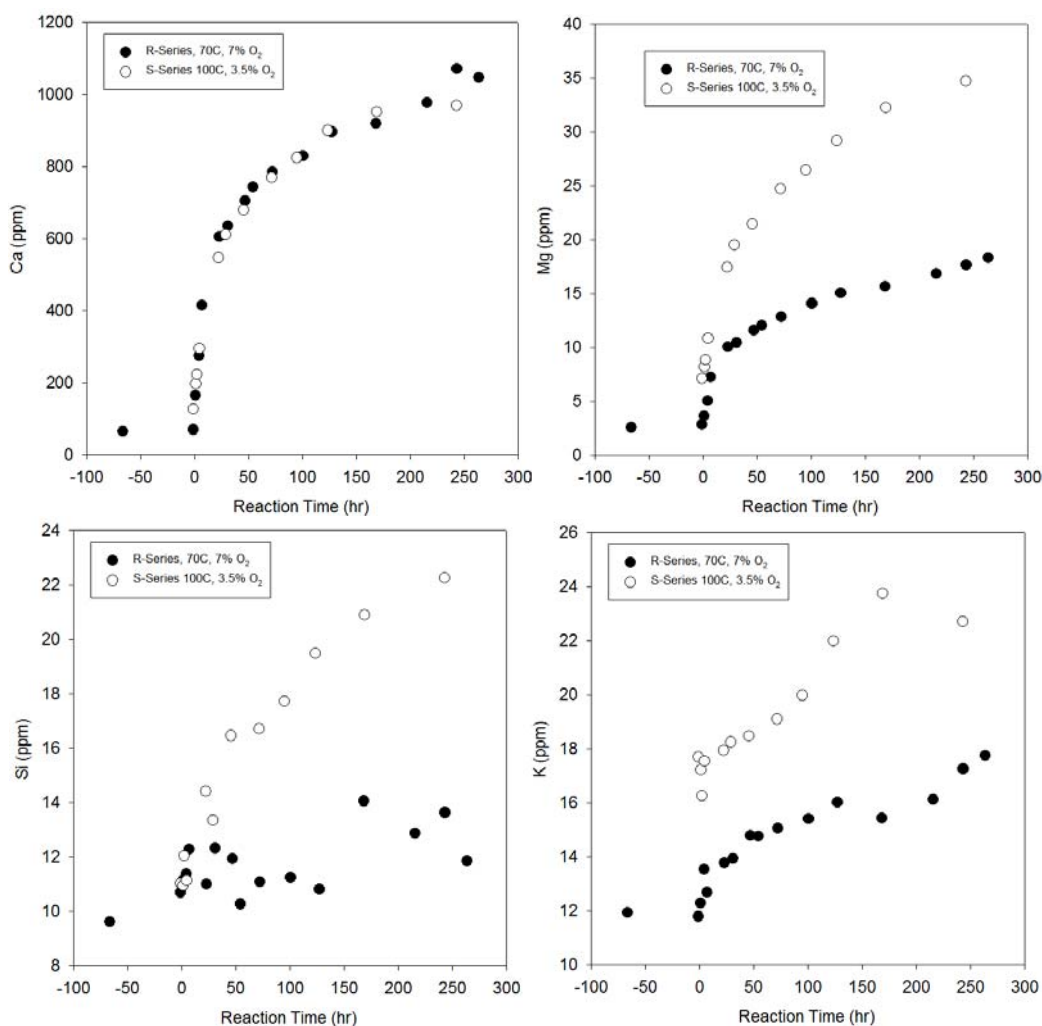 1200
1000
800
600
400
200
0
Ca (ppm)
R-Series, 70C, 7% O₂
S-Series 100C, 3.5% O₂
-100 -50 0 50 100 150 200 250 300
Reaction Time (hr)
40
35
30
25
20
15
10
5
0
Mg (ppm)
R-Series, 70C, 7% O₂
S-Series 100C, 3.5% O₂
-100 -50 0 50 100 150 200 250 300
Reaction Time (hr)
24
22
20
18
16
14
12
10
8
Si (ppm)
R-Series, 70C, 7% O₂
S-Series 100C, 3.5% O₂
-100 -50 0 50 100 150 200 250 300
Reaction Time (hr)
26
24
22
20
18
16
14
12
10
K (ppm)
R-Series, 70C, 7% O₂
S-Series 100C, 3.5% O₂
-100 -50 0 50 100 150 200 250 300
Reaction Time (hr)